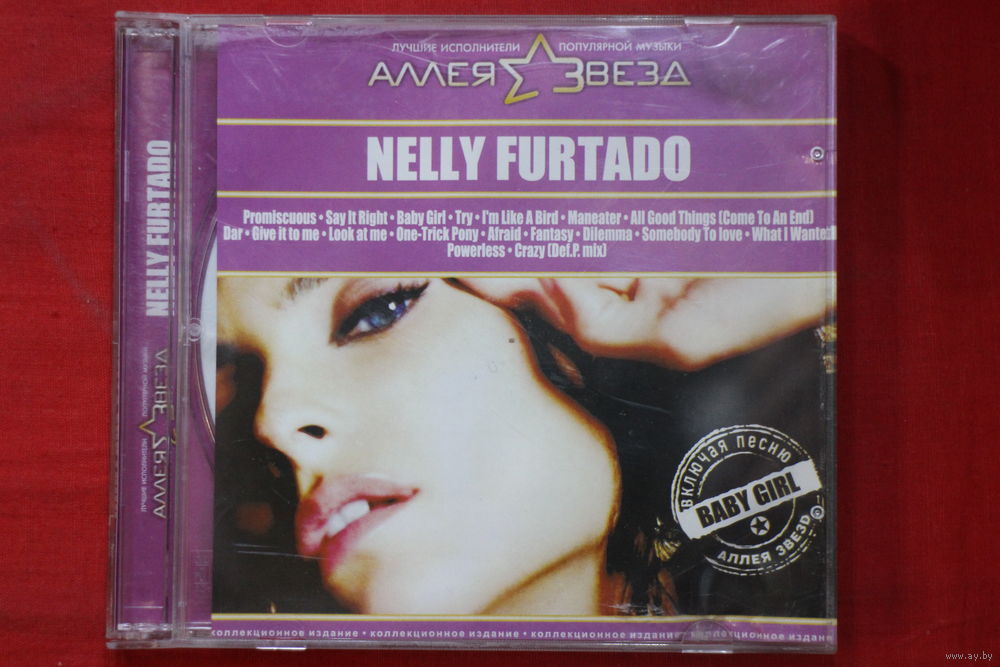 ЛУЧШИЕ ИСПОЛНИТЕЛИ ПОПУЛЯРНОЙ МУЗЫКИ
АЛЛЕЯ ЗВЕЗД
NELLY FURTADO
Promiscuous • Say It Right • Baby Girl • Try • I'm Like A Bird • Maneater • All Good Things (Come To An End)
Dar • Give it to me • Look at me • One-Trick Pony • Afraid • Fantasy • Dilemma • Somebody To love • What I Wanted
Powerless • Crazy (Def.P. mix)
включая песню
BABY GIRL
АЛЛЕЯ ЗВЕЗД
коллекционное издание • коллекционное издание • коллекционное издание • коллекционное издание
NELLY FURTADO
ЛУЧШИЕ ИСПОЛНИТЕЛИ ПОПУЛЯРНОЙ МУЗЫКИ
АЛЛЕЯ ЗВЕЗД
www.ay.by